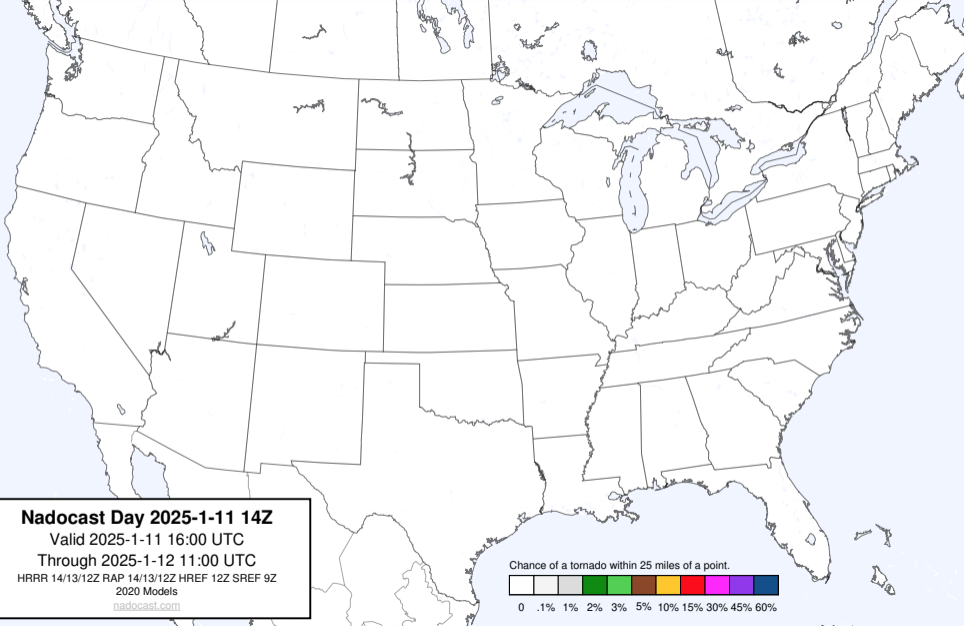 Nadocast Day 2025-1-11 14Z
Valid 2025-1-11 16:00 UTC
Through 2025-1-12 11:00 UTC
HRRR 14/13/12Z RAP 14/13/12Z HREF 12Z SREF 9Z
2020 Models
nadocast.com
Chance of a tornado within 25 miles of a point.
0 .1% 1% 2% 3% 5% 10% 15% 30% 45% 60%